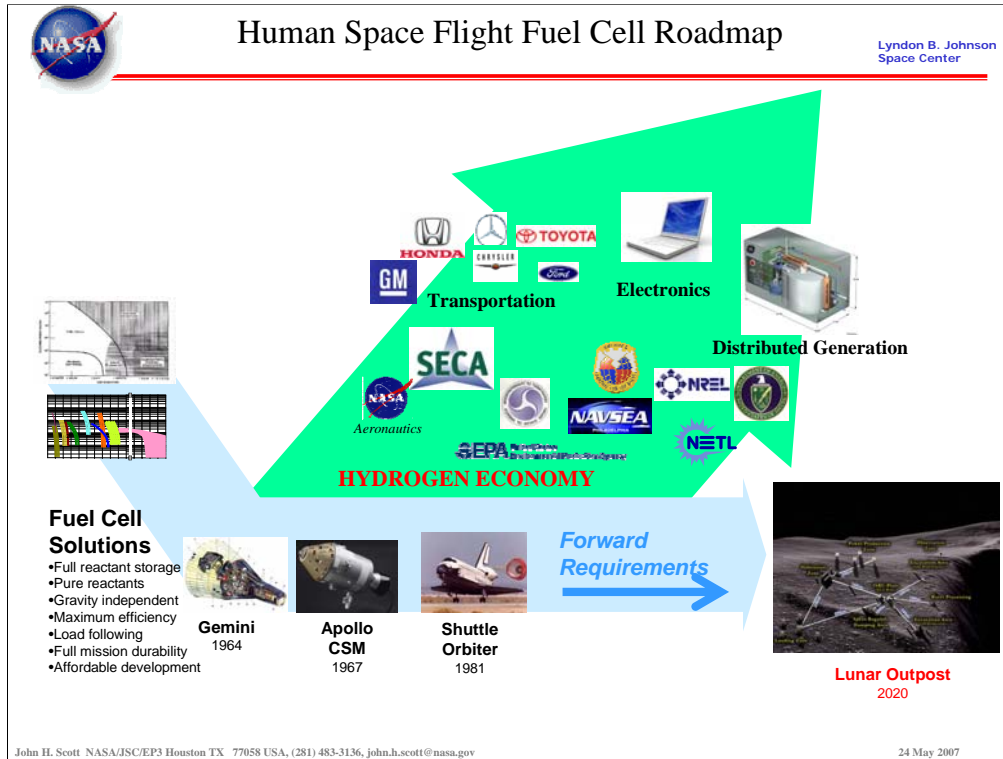 NASA
Human Space Flight Fuel Cell Roadmap
Lyndon B. Johnson
Space Center
HONDA
TOYOTA
CHRYSLER
Ford
GM
Transportation
Electronics
Distributed Generation
SECA
NASA
Aeronautics
NAVSEA
PHILADELPHIA
NREL
NETL
EPA
HYDROGEN ECONOMY
Fuel Cell
Solutions
•Full reactant storage
•Pure reactants
•Gravity independent
•Maximum efficiency
•Load following
•Full mission durability
•Affordable development
Gemini
1964
Apollo
CSM
1967
Shuttle
Orbiter
1981
Forward
Requirements
Lunar Outpost
2020
John H. Scott NASA/JSC/EP3 Houston TX 77058 USA, (281) 483-3136, john.h.scott@nasa.gov
24 May 2007